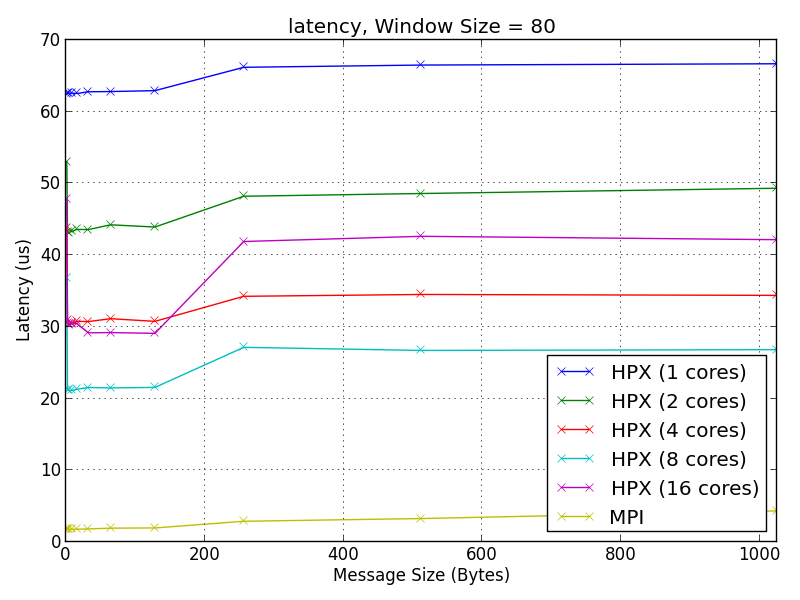 latency, Window Size = 80
70
60
50
40
30
20
10
0
Latency (us)
0 200 400 600 800 1000
Message Size (Bytes)
HPX (1 cores)
HPX (2 cores)
HPX (4 cores)
HPX (8 cores)
HPX (16 cores)
MPI